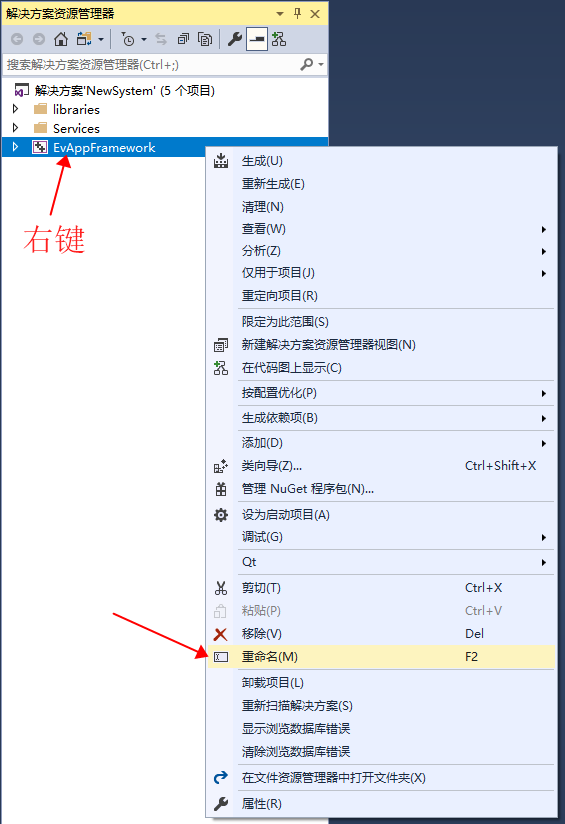 解决方案资源管理器
搜索解决方案资源管理器(Ctrl+;)
解决方案'NewSystem' (5 个项目)
libraries
Services
EvAppFramework
右键
生成(U)
重新生成(E)
清理(N)
查看(W)
分析(Z)
仅用于项目(J)
重定向项目(R)
限定为此范围(S)
新建解决方案资源管理器视图(N)
在代码图上显示(C)
按配置优化(P)
生成依赖项(B)
添加(D)
类向导(Z)... Ctrl+Shift+X
管理 NuGet 程序包(N)...
设为启动项目(A)
调试(G)
Qt
剪切(T) Ctrl+X
粘贴(P) Ctrl+V
移除(V) Del
重命名(M) F2
卸载项目(L)
重新扫描解决方案(S)
显示浏览数据库错误
清除浏览数据库错误
在文件资源管理器中打开文件夹(X)
属性(R)